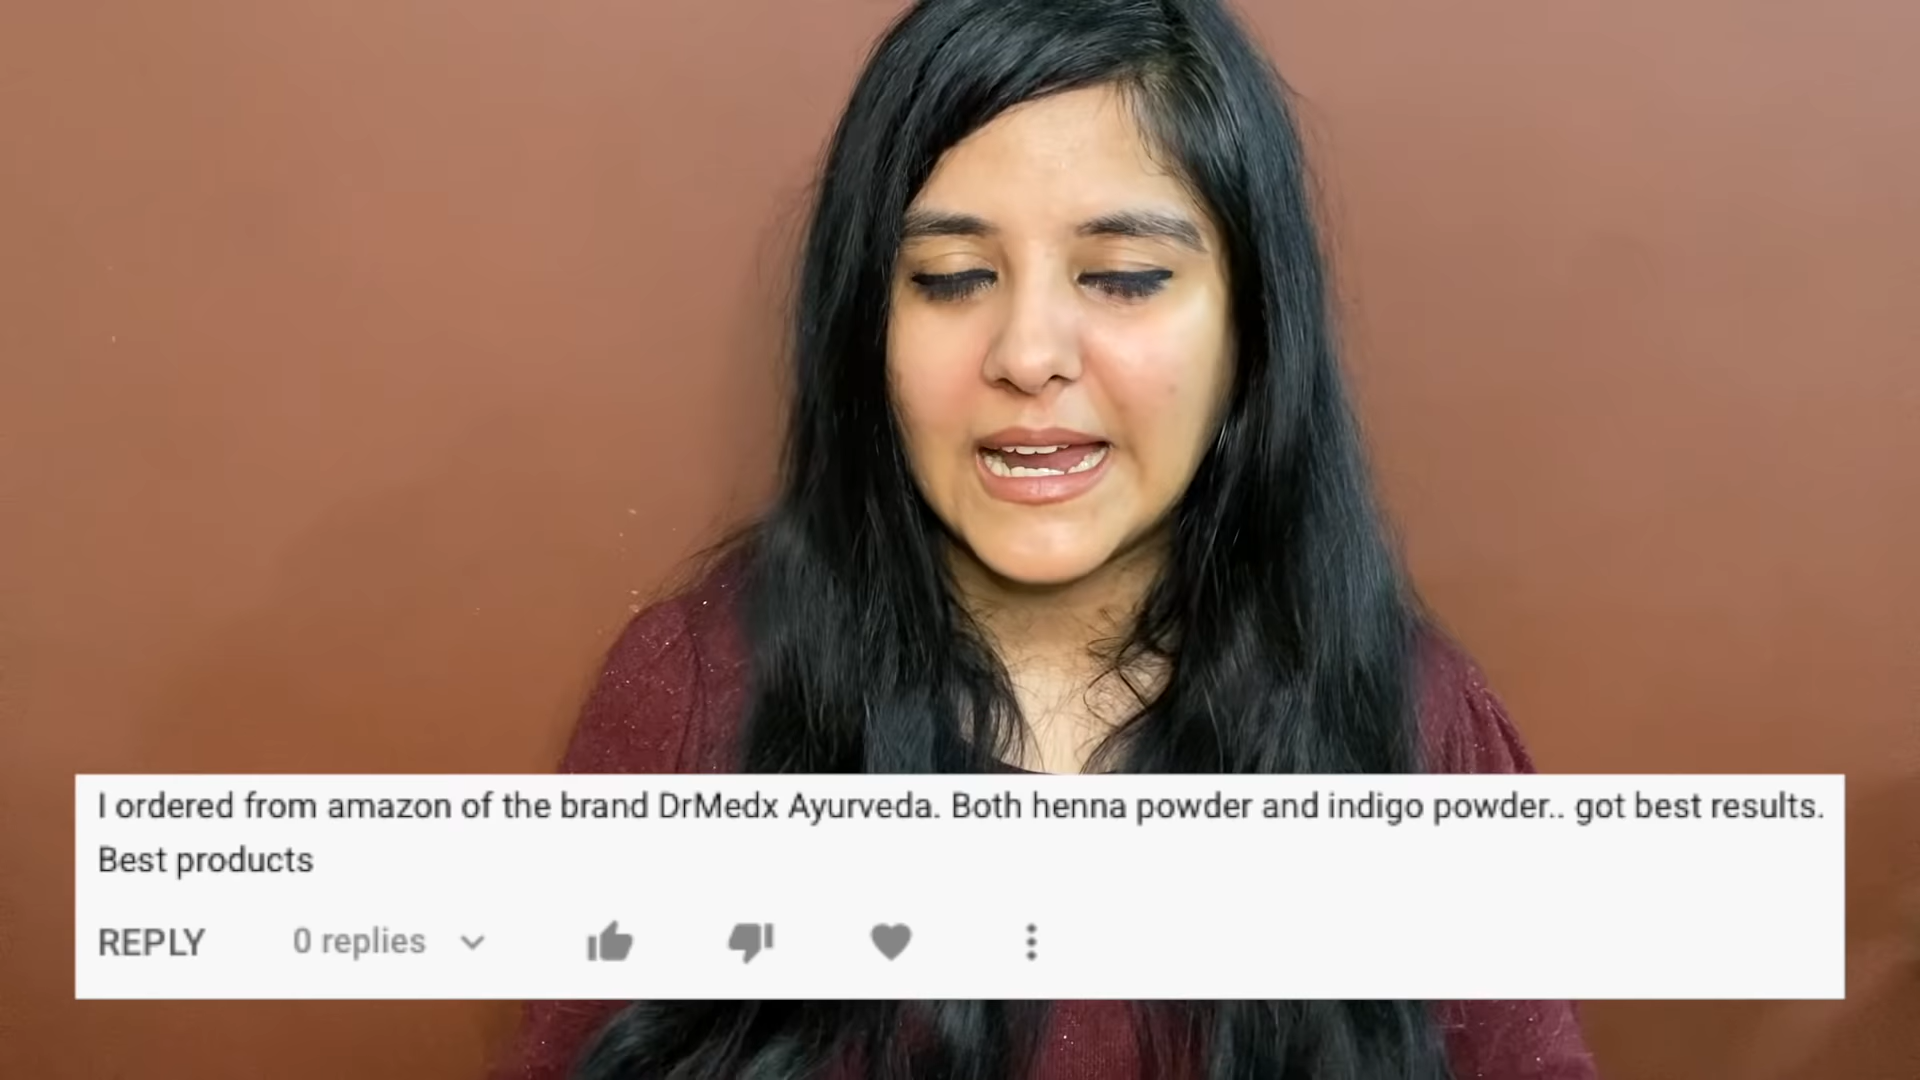 I ordered from amazon of the brand DrMedx Ayurveda. Both henna powder and indigo powder.. got best results.
Best products
REPLY 0 replies